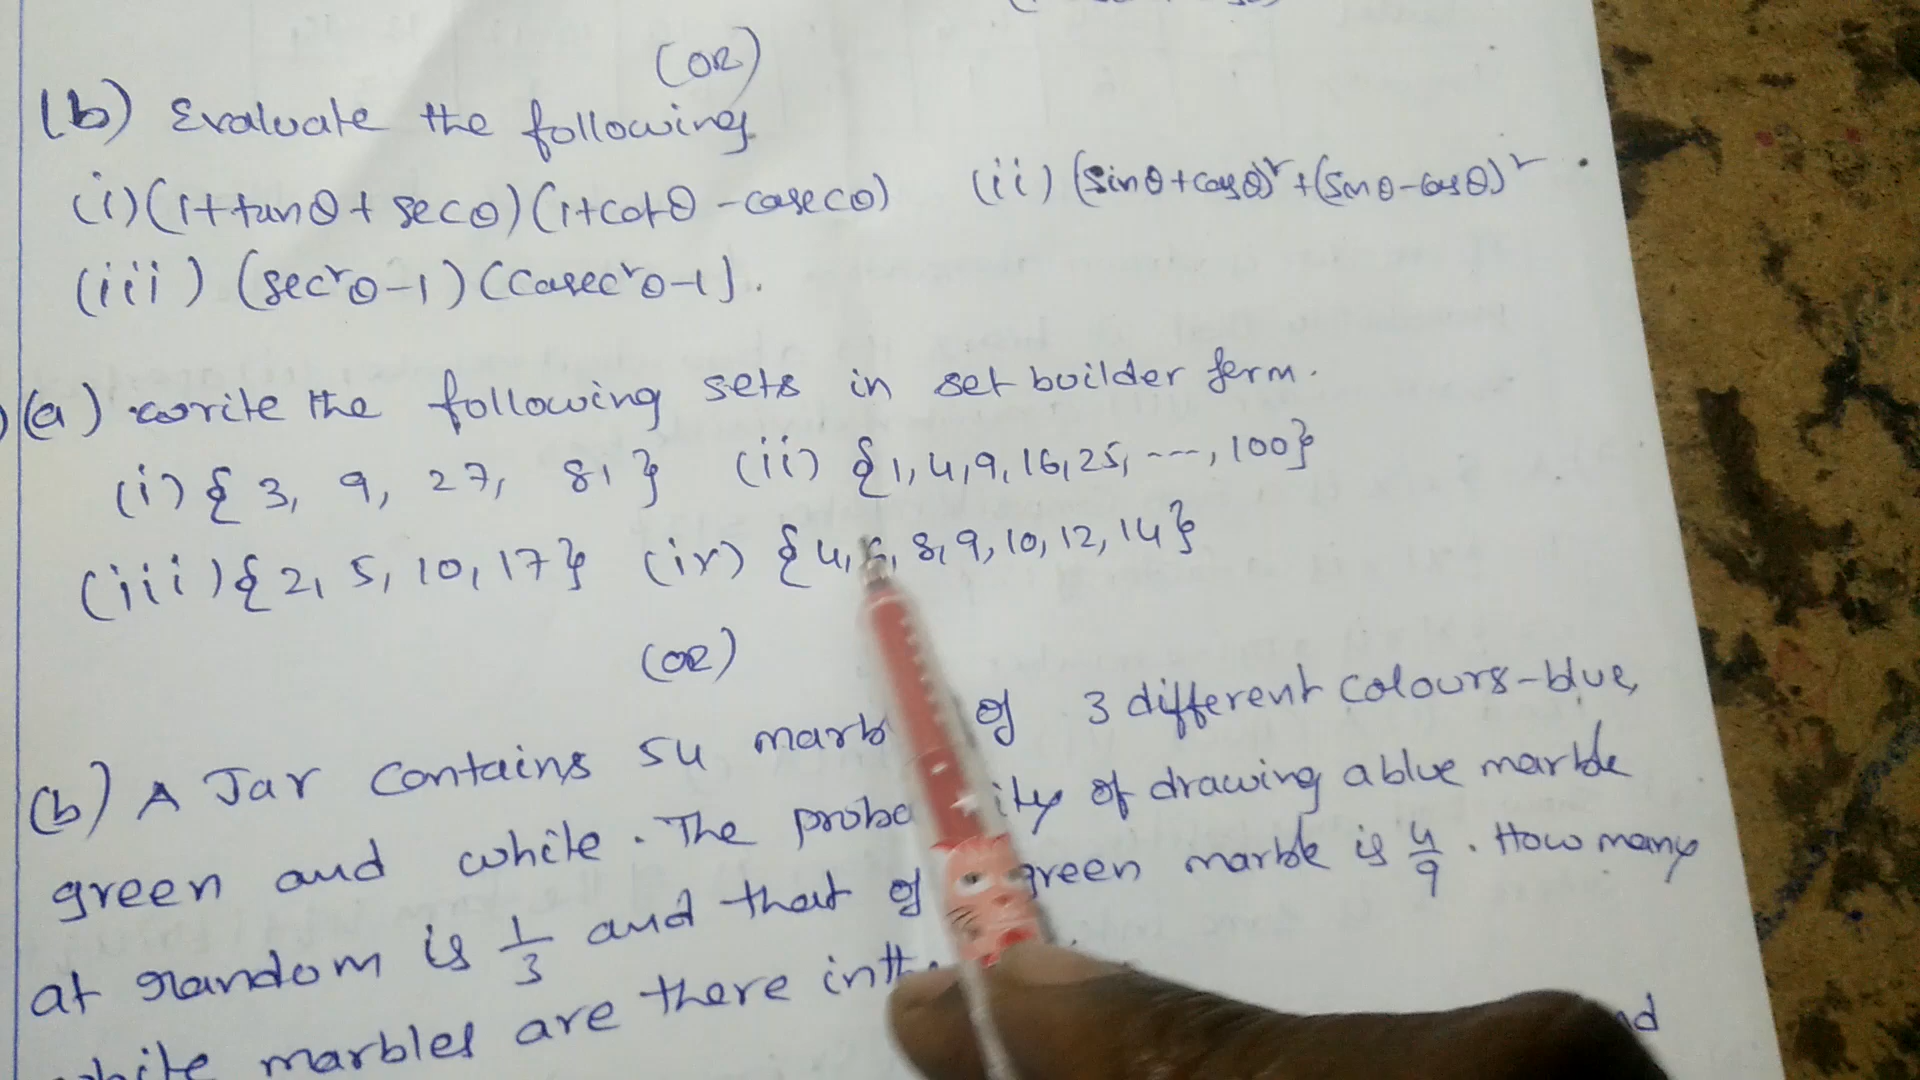 (OR)
(b) Evaluate the following
(i) (1+tanθ+secθ)(1+cotθ-cosecθ) (ii) (sinθ+cosθ)²+(sinθ-cosθ)²
(iii) (sec²θ-1)(cosec²θ-1).
(a) write the following sets in set builder form.
(i) {3, 9, 27, 81} (ii) {1,4,9,16,25, ---, 100}
(iii) {2, 5, 10, 17} (iv) {4, 6, 8, 9, 10, 12, 14}
(OR)
(b) A Jar contains 54 marb of 3 different colours-blue,
green and white. The proba ility of drawing a blue marble
at random is 1/3 and that of green marble is 4/9. How many
white marbles are there in the